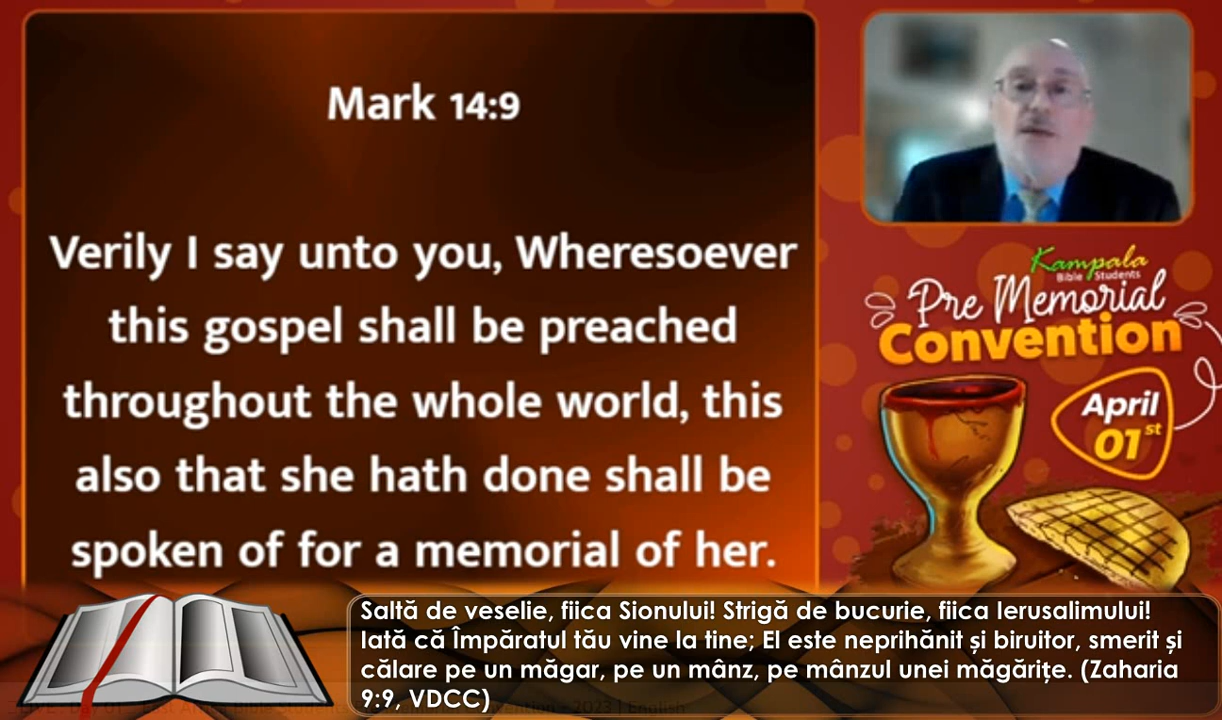 Mark 14:9
Verily I say unto you, Wheresoever
this gospel shall be preached
throughout the whole world, this
also that she hath done shall be
spoken of for a memorial of her.
Kampala
Bible Students
Pre Memorial
Convention
April
01st
Saltă de veselie, fiica Sionului! Strigă de bucurie, fiica Ierusalimului!
Iată că Împăratul tău vine la tine; El este neprihănit și biruitor, smerit și
călare pe un măgar, pe un mânz, pe mânzul unei măgărițe. (Zaharia
9:9, VDCC)
2023 | English